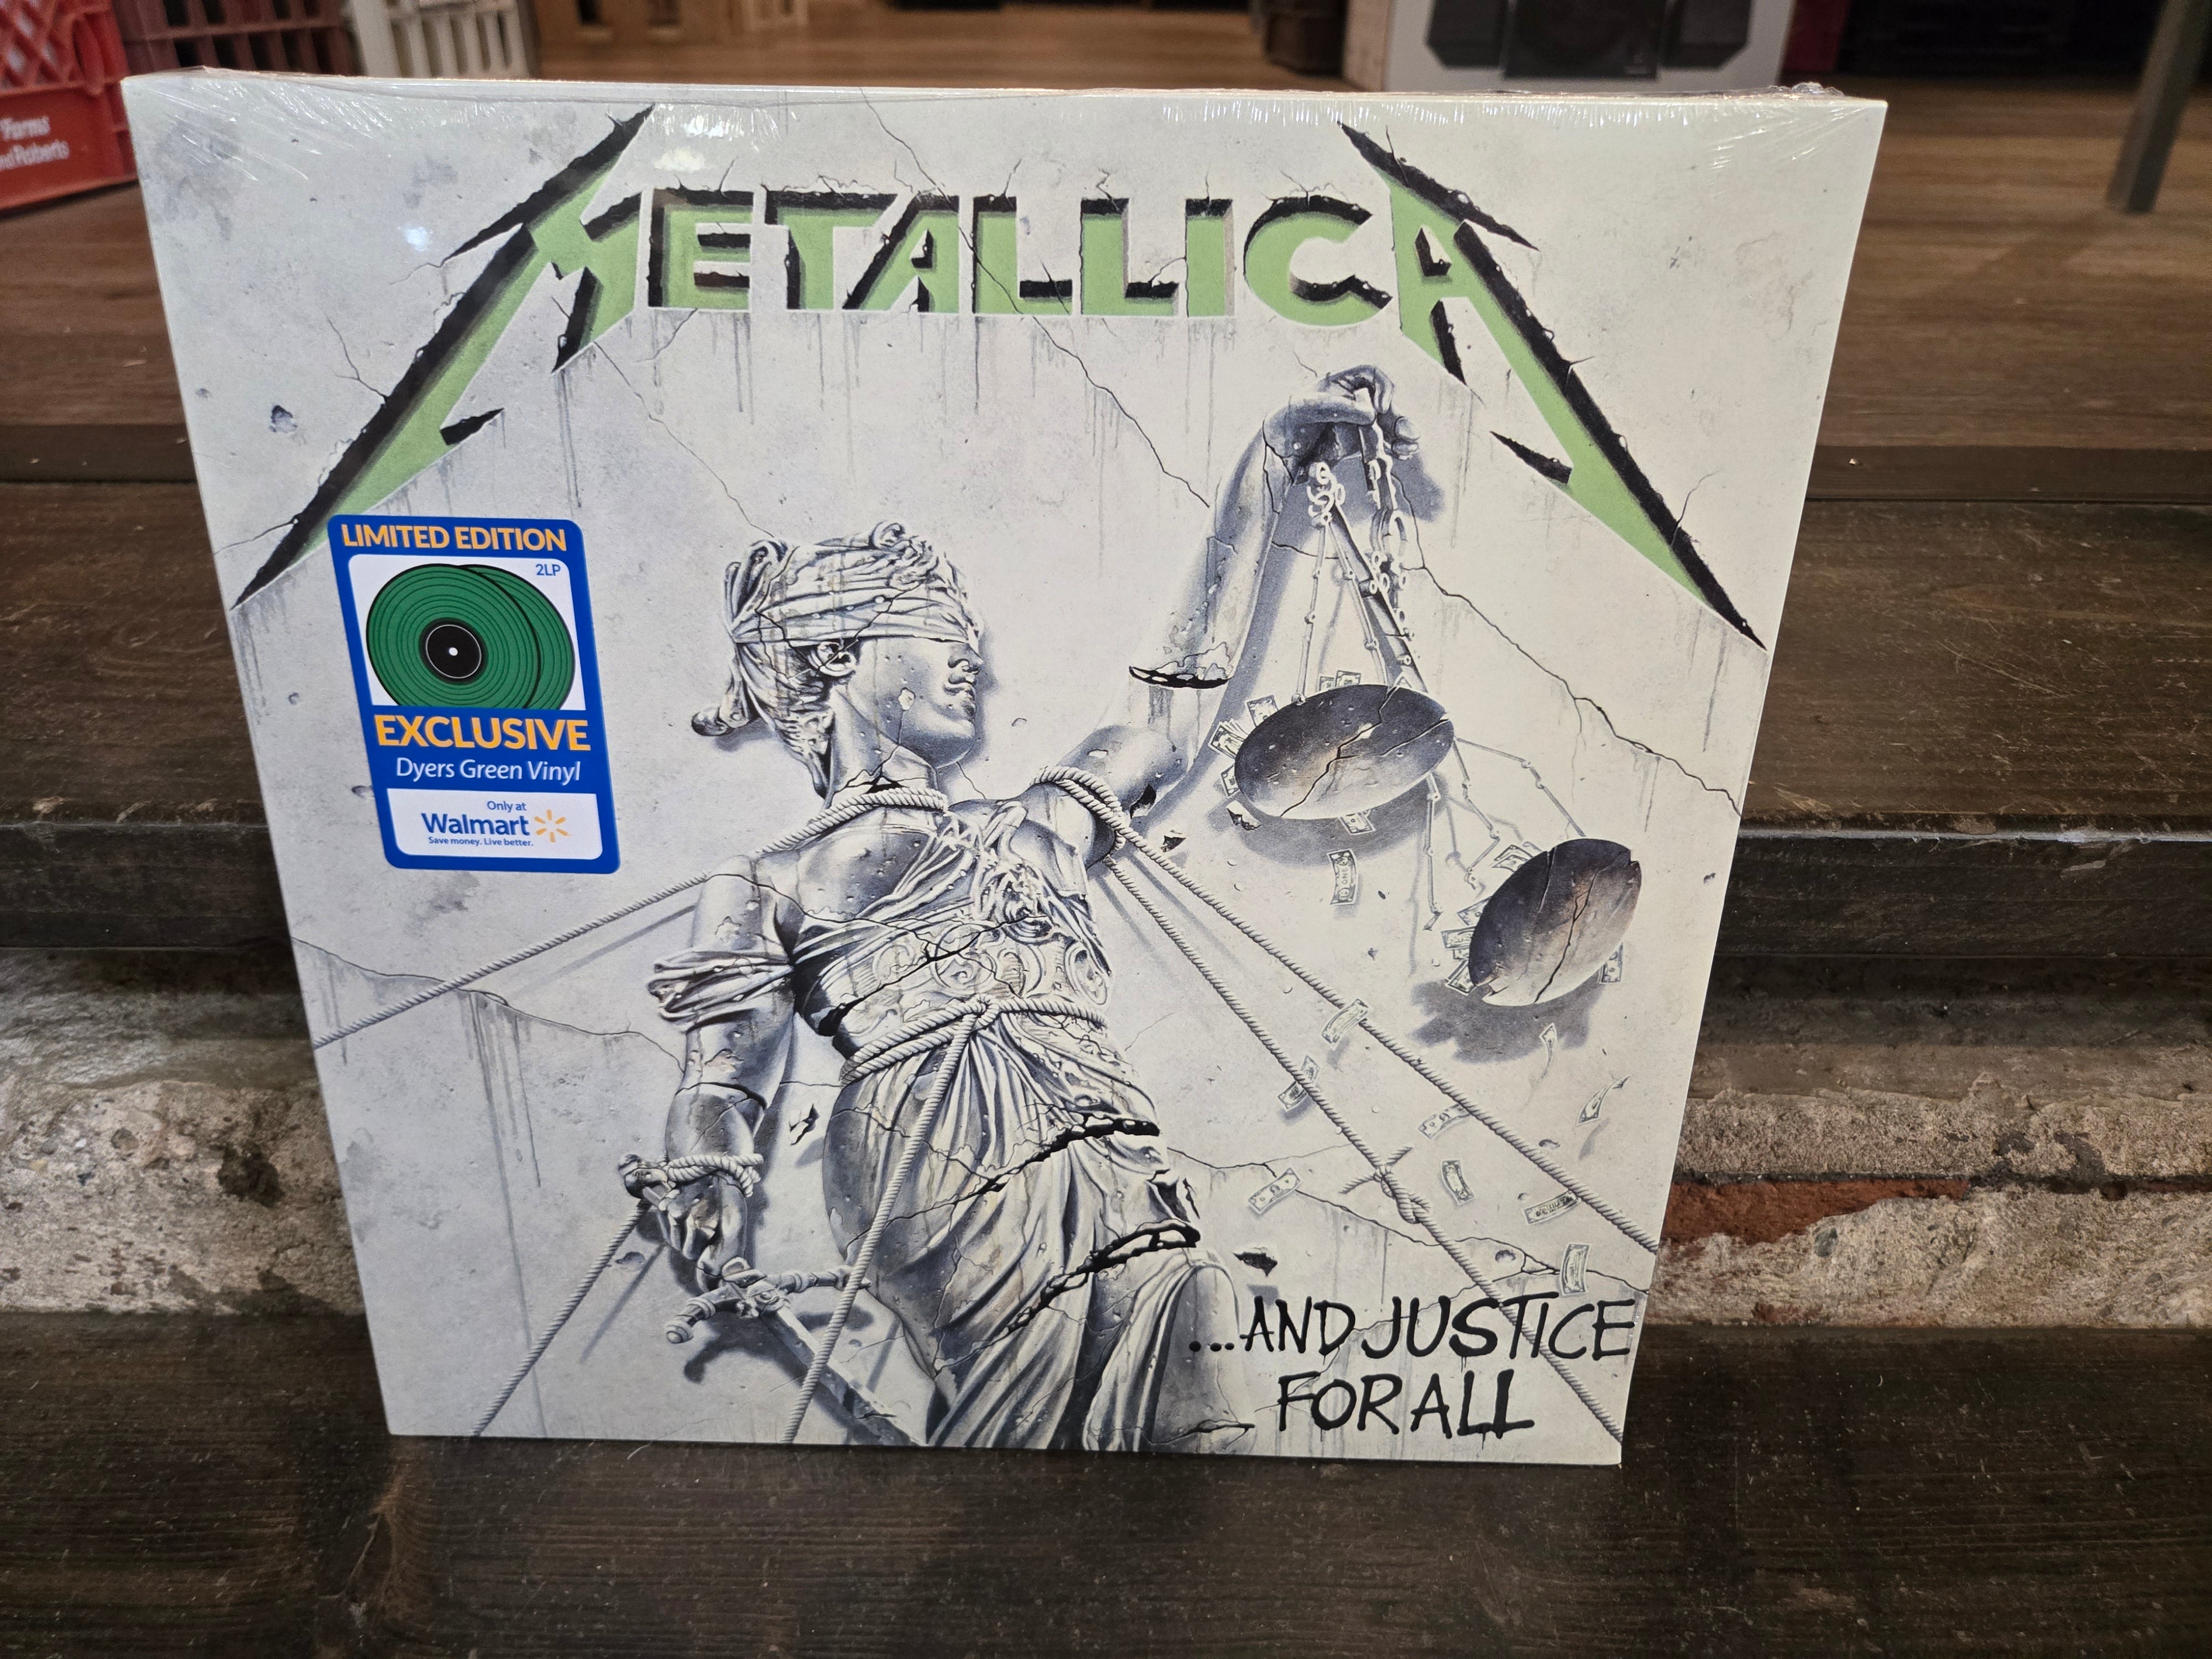 Farms
METALLICA
LIMITED EDITION
2LP
EXCLUSIVE
Dyers Green Vinyl
Only at
Walmart
Save money. Live better.
...AND JUSTICE
FOR ALL